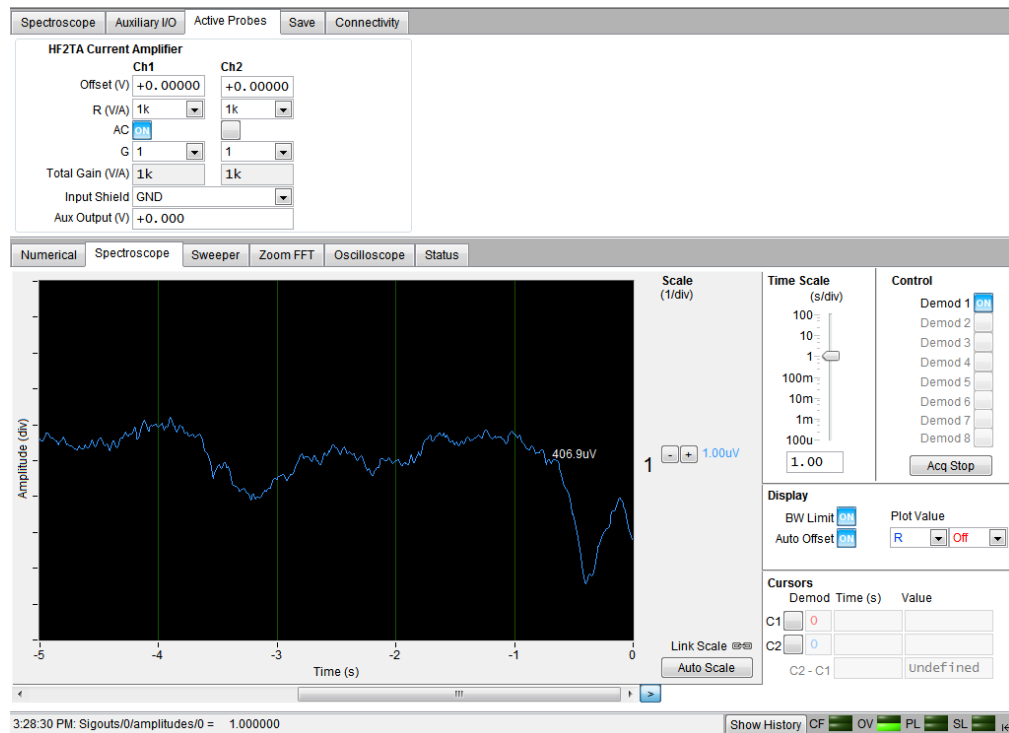 Spectroscope Auxiliary I/O Active Probes Save Connectivity
HF2TA Current Amplifier
Ch1 Ch2
Offset (V) +0.00000 +0.00000
R (V/A) 1k 1k
AC ON
G 1 1
Total Gain (V/A) 1k 1k
Input Shield GND
Aux Output (V) +0.000
Numerical Spectroscope Sweeper Zoom FFT Oscilloscope Status
Amplitude (div)
406.9uV
-5 -4 -3 -2 -1 0
Time (s)
Scale
(1/div)
1 - + 1.00uV
Link Scale
Auto Scale
>
Time Scale
(s/div)
100
10
1
100m
10m
1m
100u
1.00
Control
Demod 1 ON
Demod 2
Demod 3
Demod 4
Demod 5
Demod 6
Demod 7
Demod 8
Acq Stop
Display
BW Limit ON
Auto Offset ON
Plot Value
R Off
Cursors
Demod Time (s) Value
C1 0
C2 0
C2 - C1 Undefined
3:28:30 PM: Sigouts/0/amplitudes/0 = 1.000000
Show History CF OV PL SL